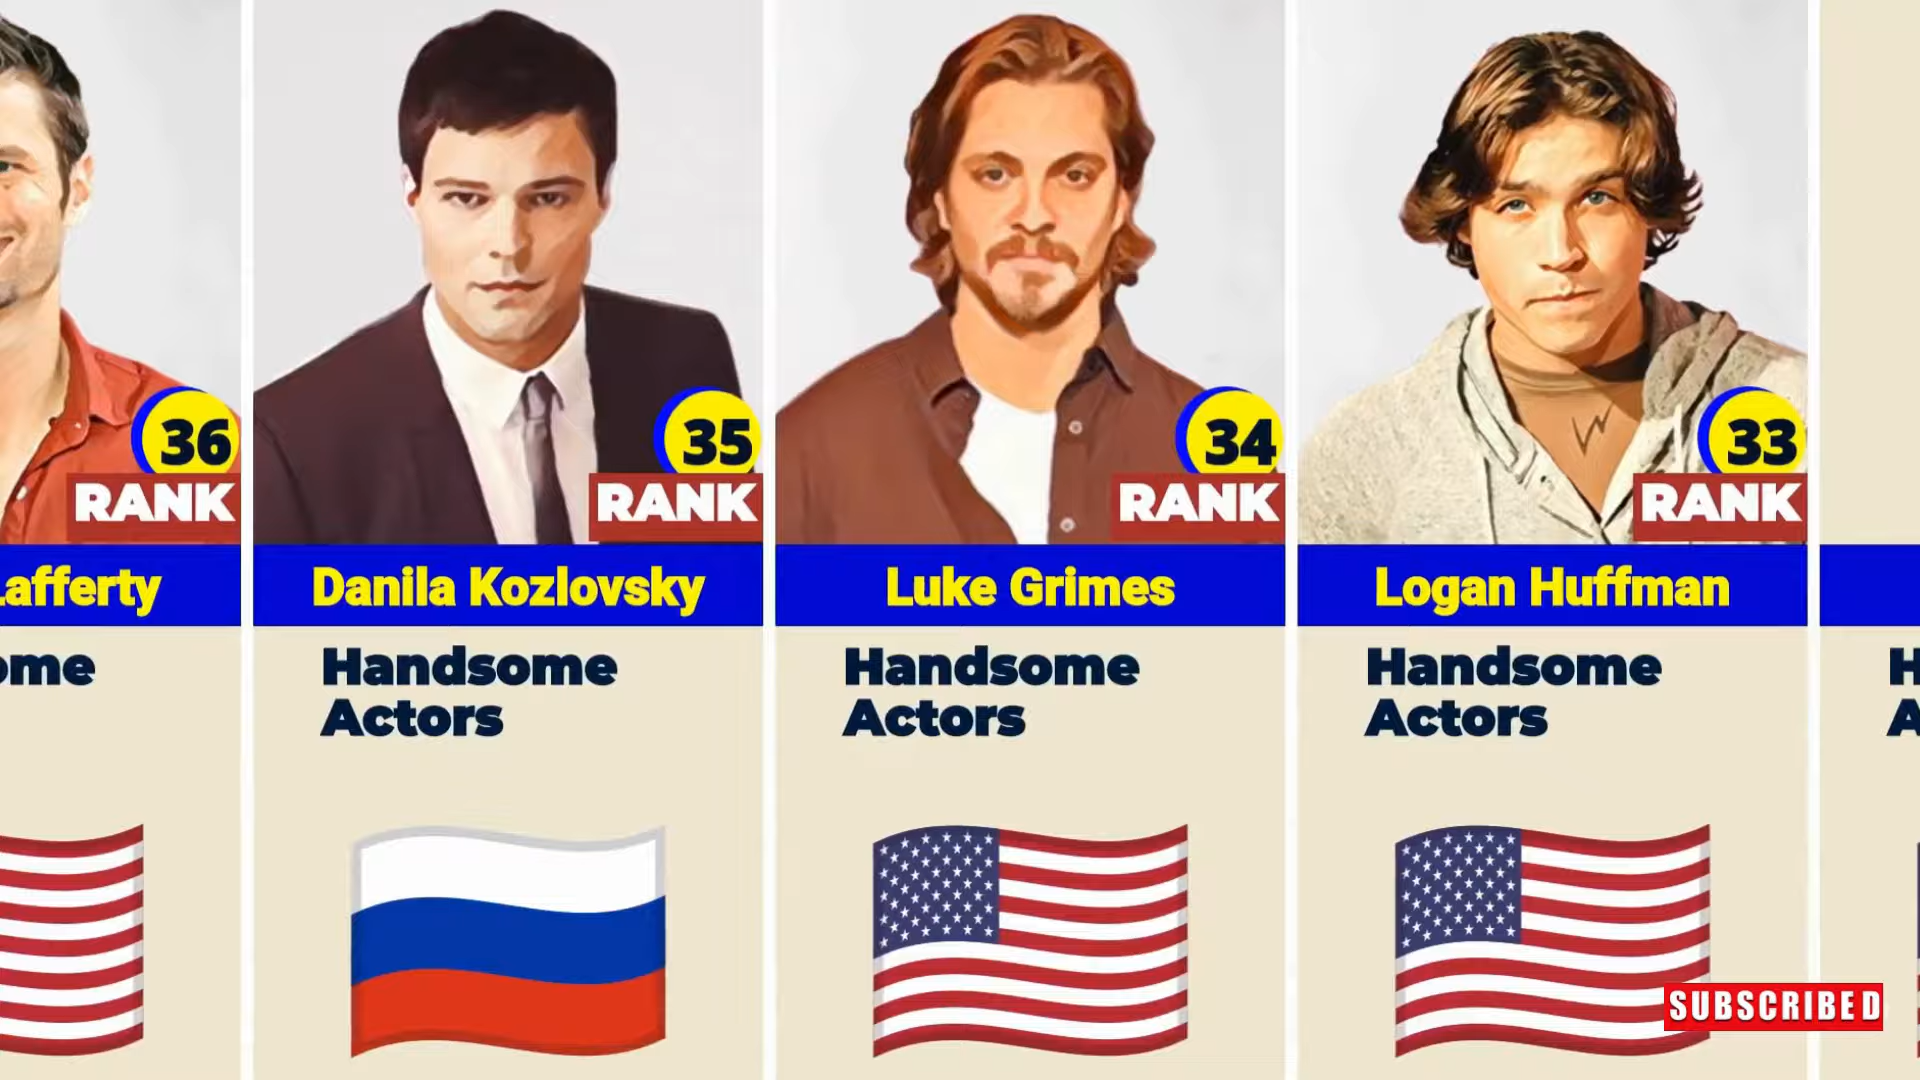 36
RANK
Lafferty
ome
35
RANK
Danila Kozlovsky
Handsome
Actors
34
RANK
Luke Grimes
Handsome
Actors
33
RANK
Logan Huffman
Handsome
Actors
H
A
SUBSCRIBED